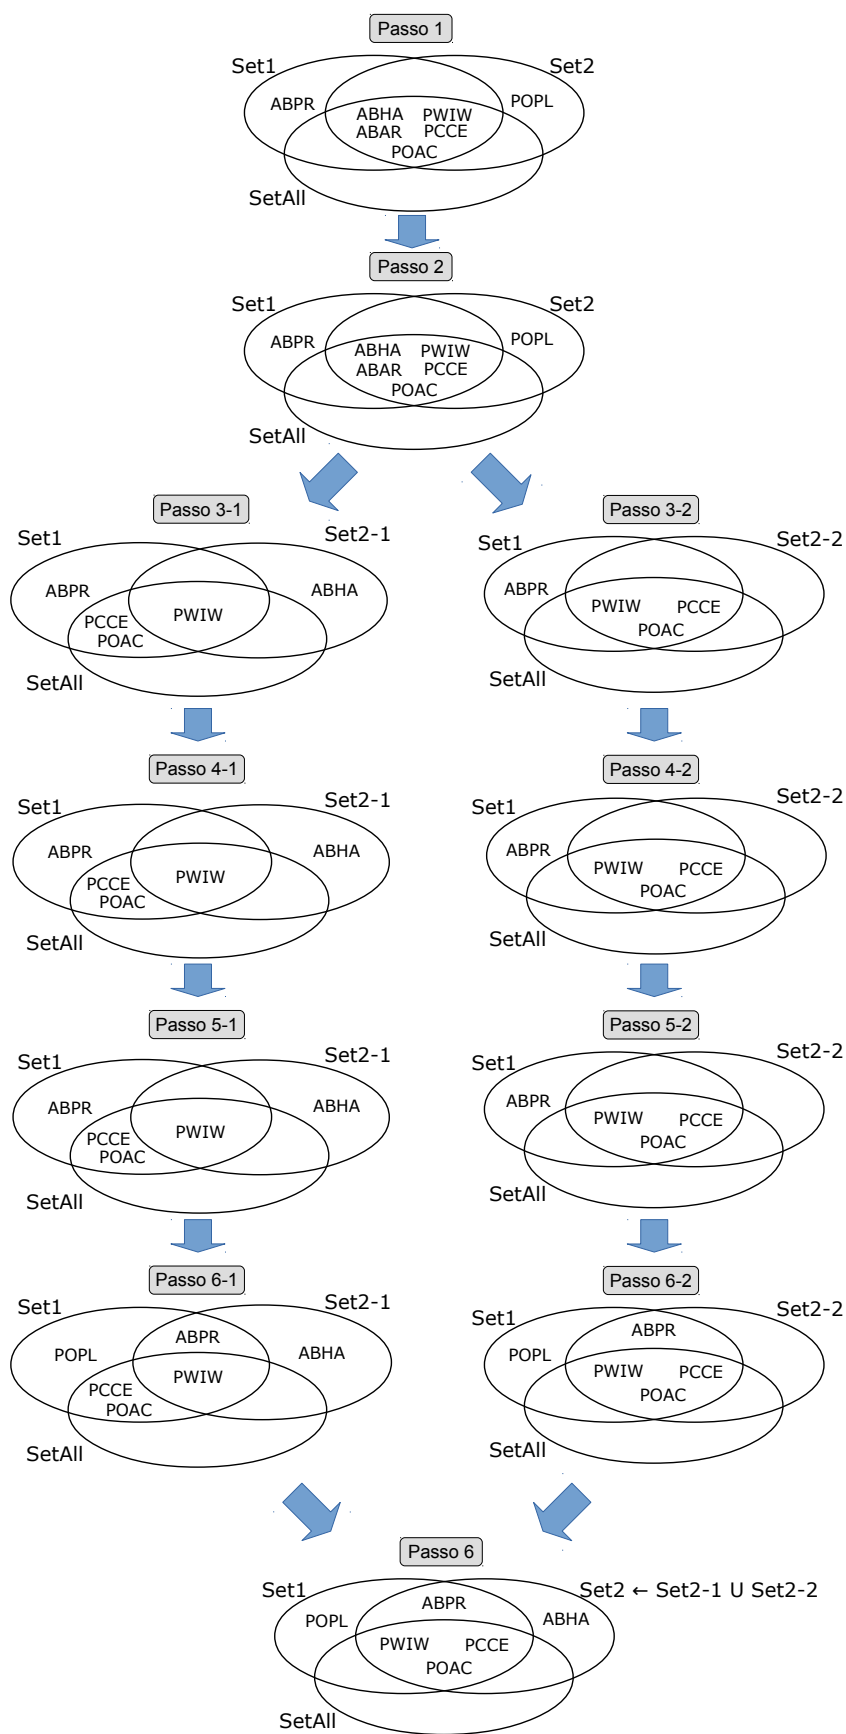 Passo 1
Set1
Set2
ABPR
POPL
ABHA PWIW
ABAR PCCE
POAC
SetAll
Passo 2
Set1
Set2
ABPR
POPL
ABHA PWIW
ABAR PCCE
POAC
SetAll
Passo 3-1
Set1
Set2-1
ABPR
ABHA
PCCE
POAC
PWIW
SetAll
Passo 3-2
Set1
Set2-2
ABPR
PWIW PCCE
POAC
SetAll
Passo 4-1
Set1
Set2-1
ABPR
ABHA
PCCE
POAC
PWIW
SetAll
Passo 4-2
Set1
Set2-2
ABPR
PWIW PCCE
POAC
SetAll
Passo 5-1
Set1
Set2-1
ABPR
ABHA
PCCE
POAC
PWIW
SetAll
Passo 5-2
Set1
Set2-2
ABPR
PWIW PCCE
POAC
SetAll
Passo 6-1
Set1
Set2-1
ABPR
POPL
ABHA
PCCE
POAC
PWIW
SetAll
Passo 6-2
Set1
Set2-2
ABPR
POPL
PWIW PCCE
POAC
SetAll
Passo 6
Set1
Set2 ← Set2-1 U Set2-2
ABPR
POPL
ABHA
PWIW PCCE
POAC
SetAll